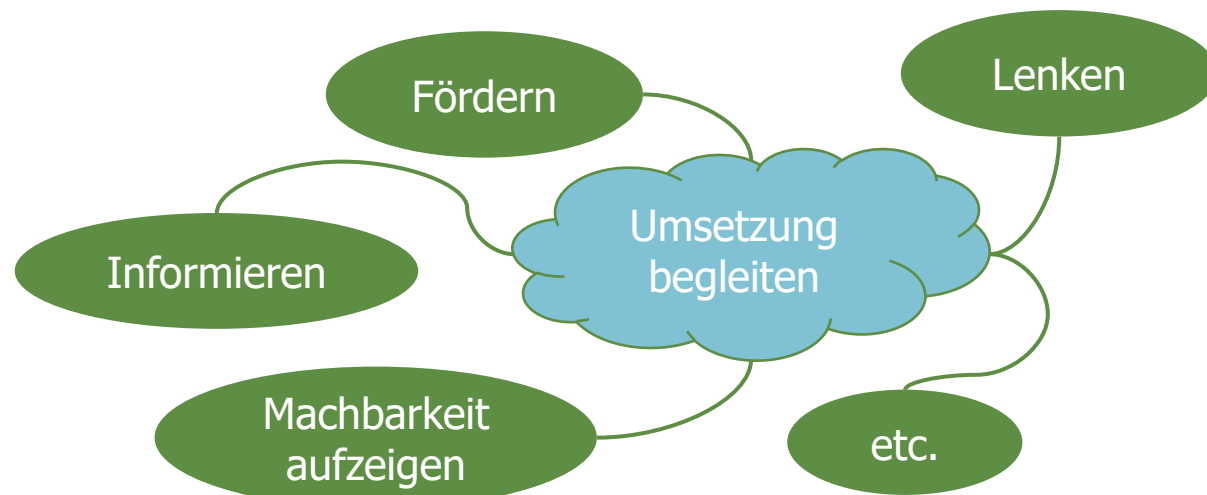 Fördern
Lenken
Informieren
Umsetzung
begleiten
Machbarkeit
aufzeigen
etc.